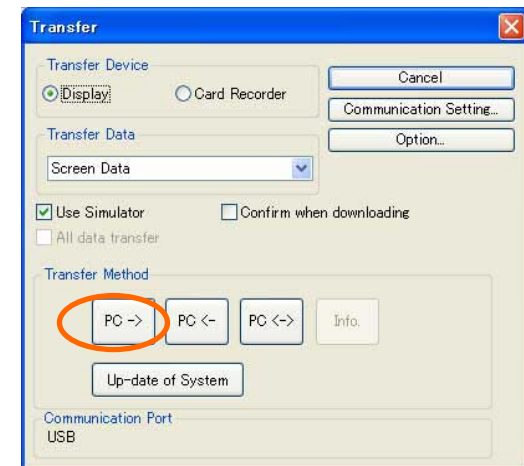 Transfer
Transfer Device
Display
Card Recorder
Cancel
Communication Setting...
Transfer Data
Option...
Screen Data
Use Simulator
Confirm when downloading
All data transfer
Transfer Method
PC ->
PC <-
PC <->
Info.
Up-date of System
Communication Port
USB